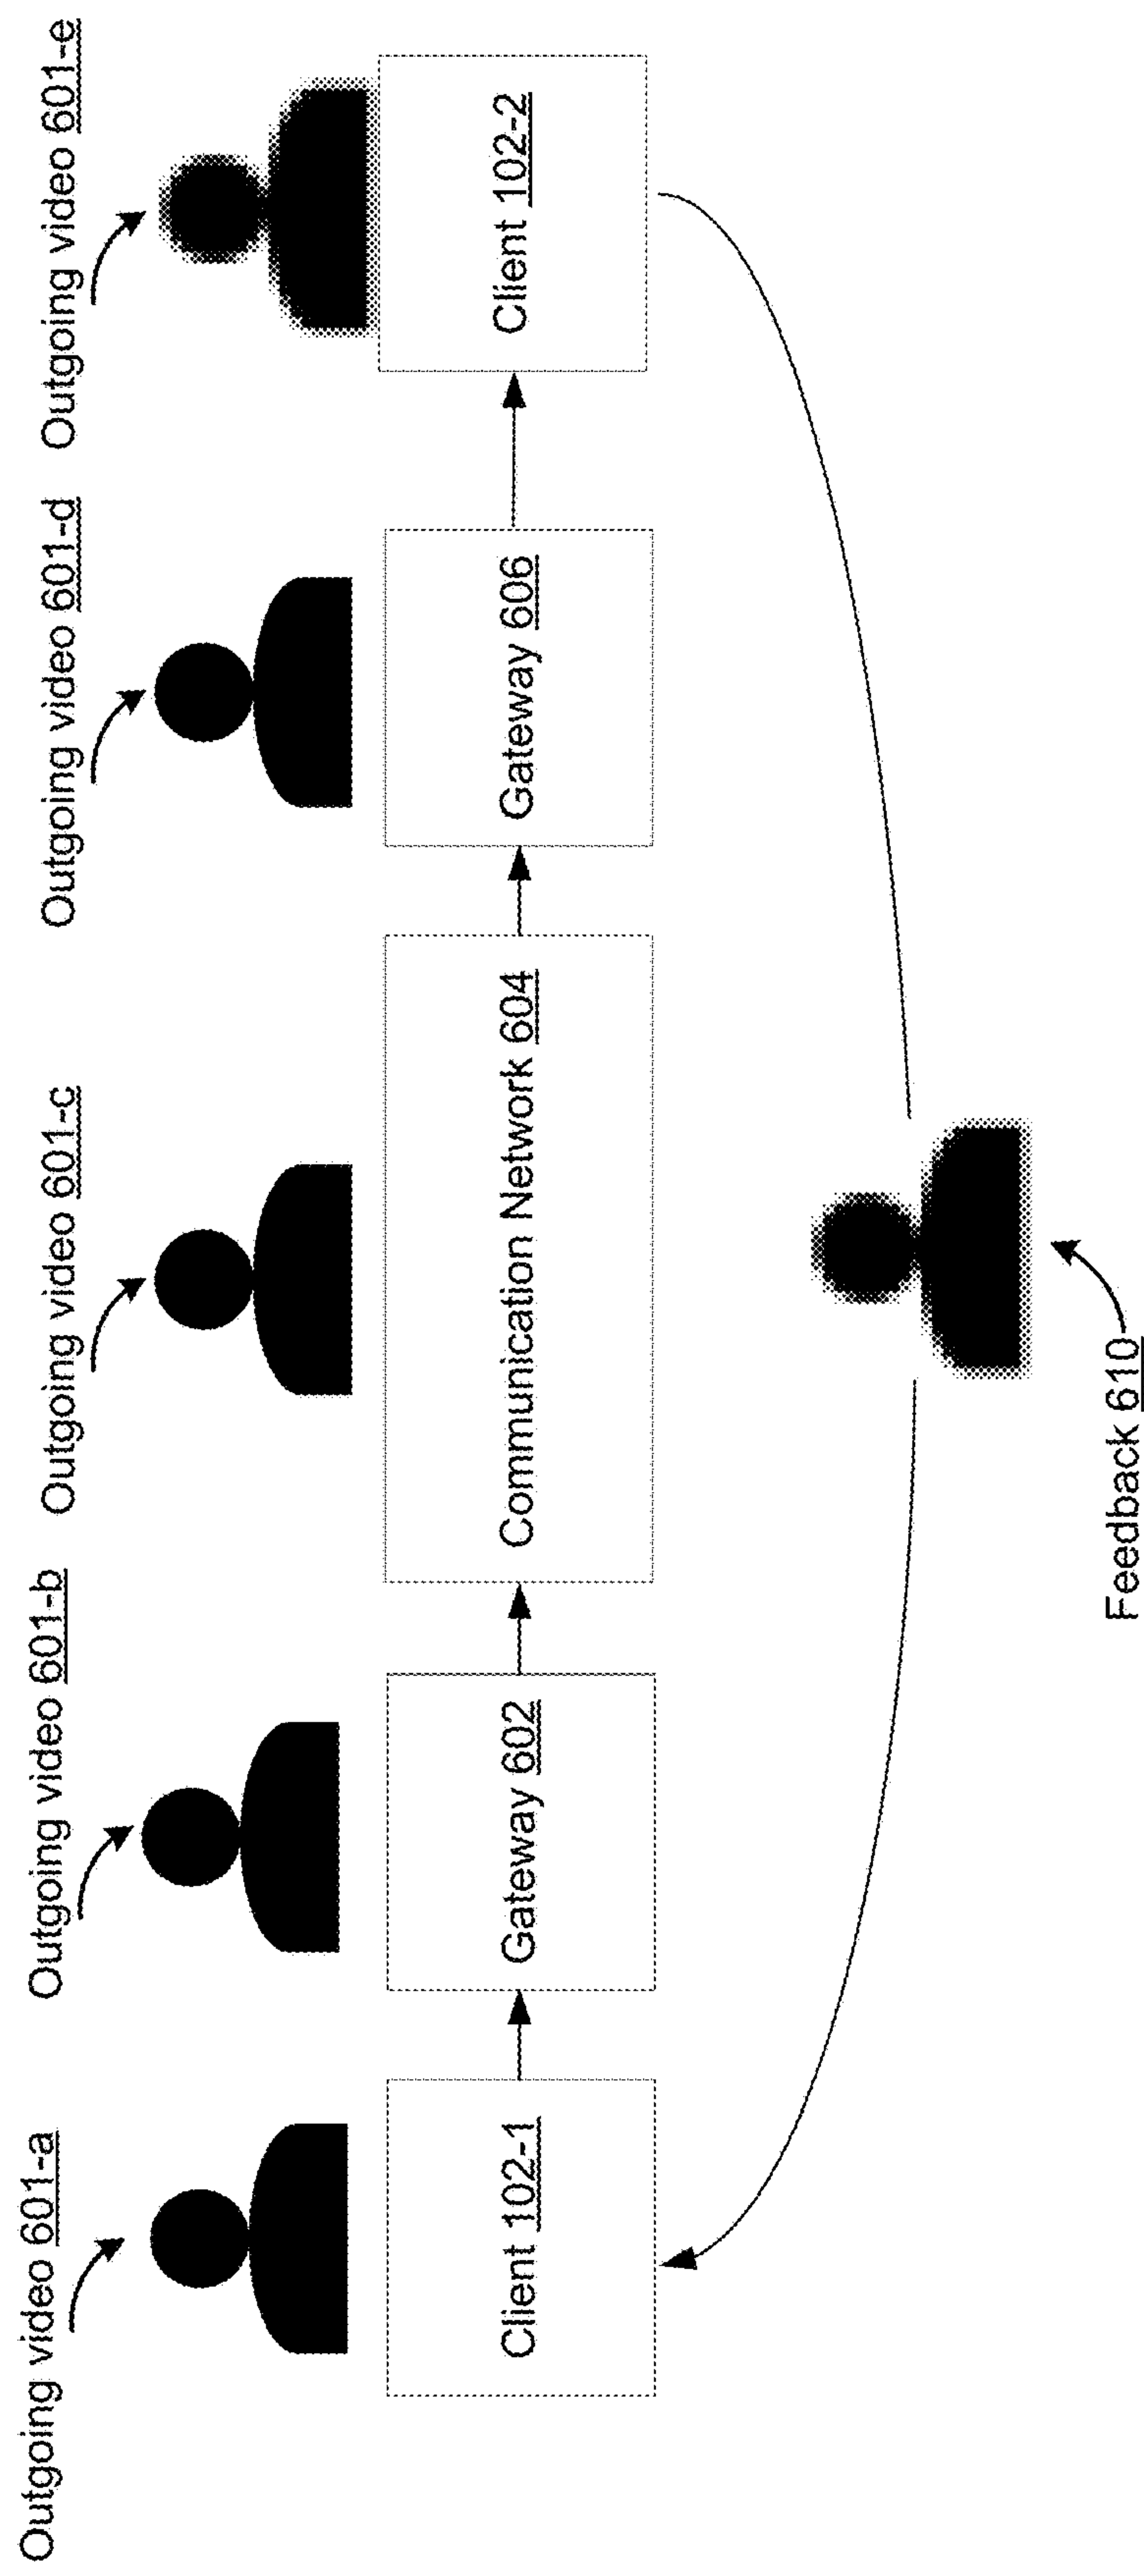 Outgoing video 601-a
Outgoing video 601-b
Outgoing video 601-c
Outgoing video 601-d
Outgoing video 601-e
Client 102-1
Gateway 602
Communication Network 604
Gateway 606
Client 102-2
Feedback 610